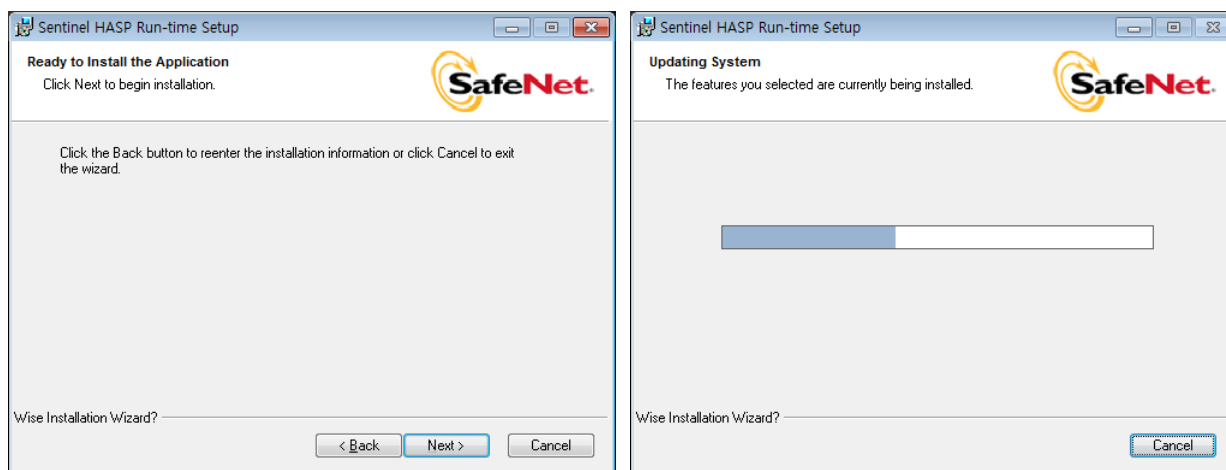 Sentinel HASP Run-time Setup
Ready to Install the Application
Click Next to begin installation.
SafeNet.
Click the Back button to reenter the installation information or click Cancel to exit
the wizard.
Wise Installation Wizard?
< Back
Next >
Cancel
Sentinel HASP Run-time Setup
Updating System
The features you selected are currently being installed.
SafeNet.
Wise Installation Wizard?
Cancel